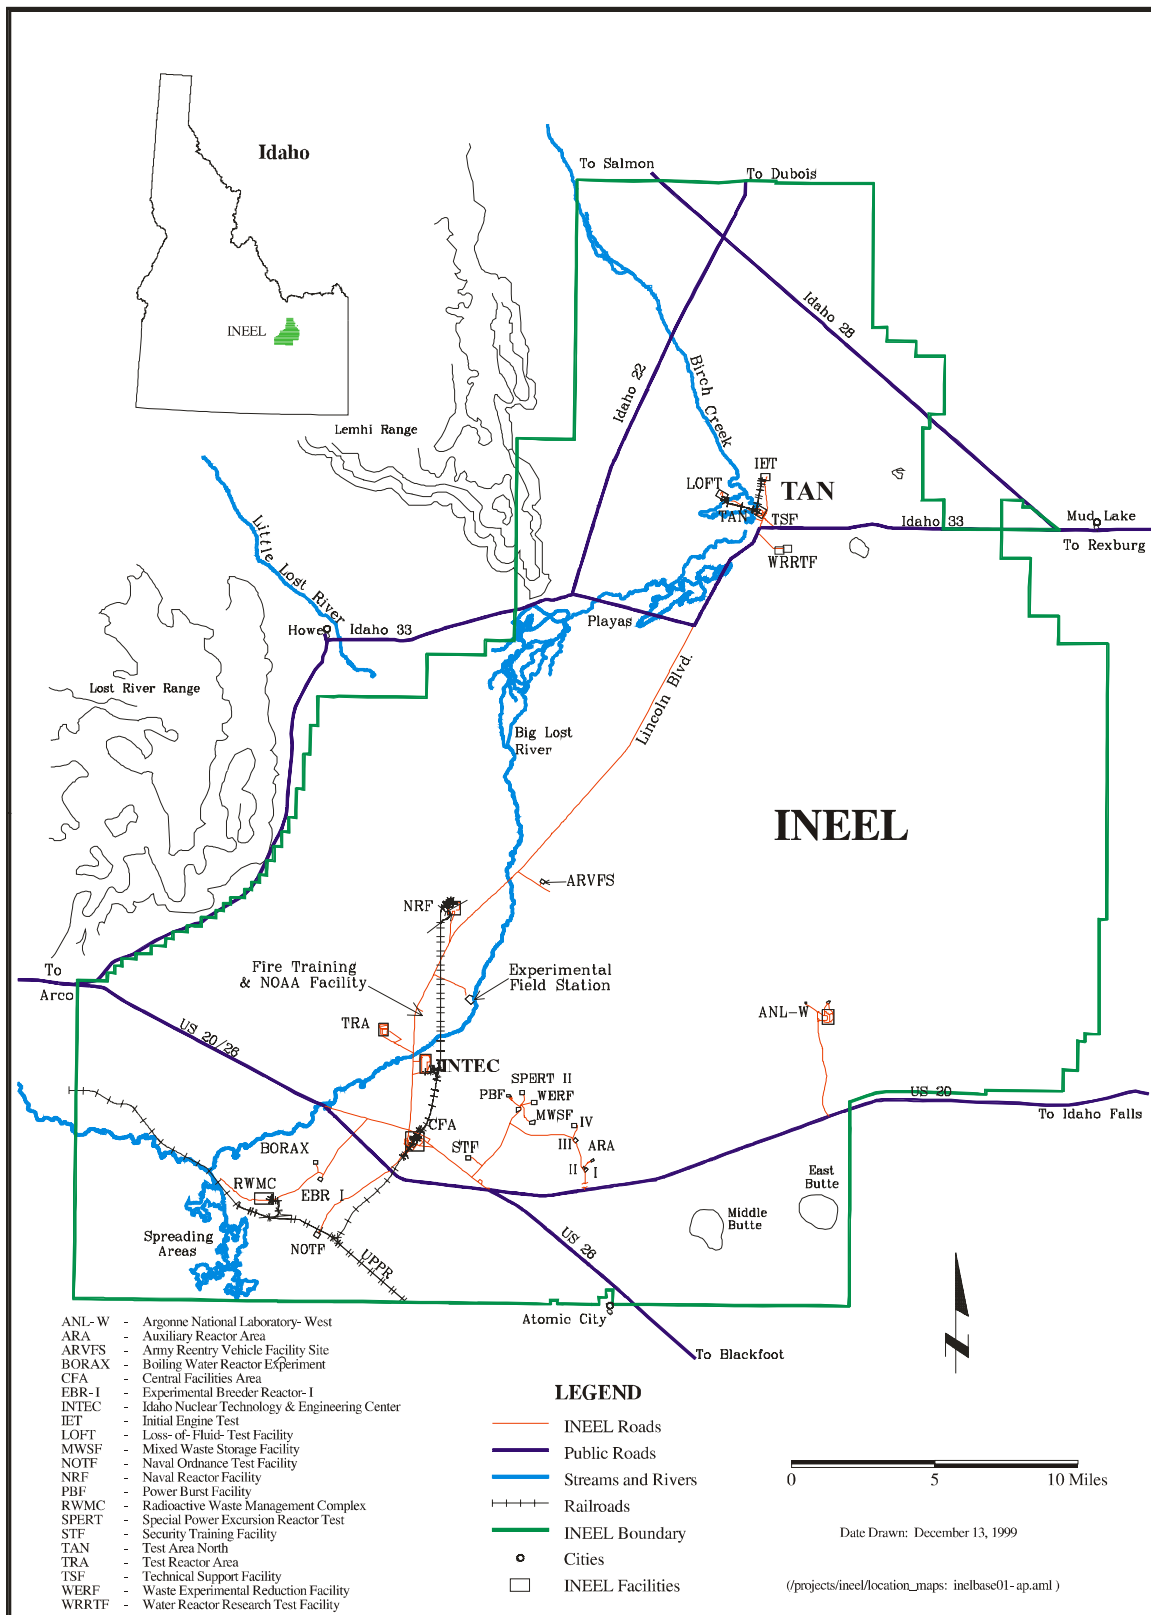 Idaho
INEEL
To Salmon
To Dubois
Idaho 28
Idaho 22
Birch Creek
Lemhi Range
IET
LOFT
TAN
TAN
TSF
Idaho 33
Mud Lake
To Rexburg
WRRTF
Little Lost River
Howe
Idaho 33
Playas
Lost River Range
Lincoln Blvd.
Big Lost
River
INEEL
ARVFS
NRF
To
Arco
Fire Training
& NOAA Facility
Experimental
Field Station
US 20/26
TRA
ANL-W
INTEC
SPERT II
PBF
WERF
MWSF
IV
III
ARA
II
I
CFA
STF
US 20
To Idaho Falls
BORAX
RWMC
EBR I
NOTF
Spreading
Areas
UPPR
US 26
East
Butte
Middle
Butte
Atomic City
To Blackfoot
N
ANL-W - Argonne National Laboratory-West
ARA - Auxiliary Reactor Area
ARVFS - Army Reentry Vehicle Facility Site
BORAX - Boiling Water Reactor Experiment
CFA - Central Facilities Area
EBR-I - Experimental Breeder Reactor-I
INTEC - Idaho Nuclear Technology & Engineering Center
IET - Initial Engine Test
LOFT - Loss-of-Fluid-Test Facility
MWSF - Mixed Waste Storage Facility
NOTF - Naval Ordnance Test Facility
NRF - Naval Reactor Facility
PBF - Power Burst Facility
RWMC - Radioactive Waste Management Complex
SPERT - Special Power Excursion Reactor Test
STF - Security Training Facility
TAN - Test Area North
TRA - Test Reactor Area
TSF - Technical Support Facility
WERF - Waste Experimental Reduction Facility
WRRTF - Water Reactor Research Test Facility
LEGEND
INEEL Roads
Public Roads
Streams and Rivers
Railroads
INEEL Boundary
Cities
INEEL Facilities
0 5 10 Miles
Date Drawn: December 13, 1999
(/projects/ineel/location_maps: inelbase01-ap.aml )